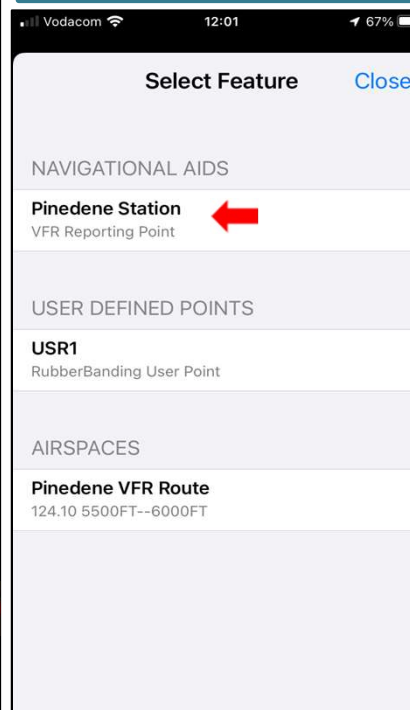 Vodacom 12:01 67%
Select Feature Close
NAVIGATIONAL AIDS
Pinedene Station
VFR Reporting Point
USER DEFINED POINTS
USR1
RubberBanding User Point
AIRSPACES
Pinedene VFR Route
124.10 5500FT--6000FT